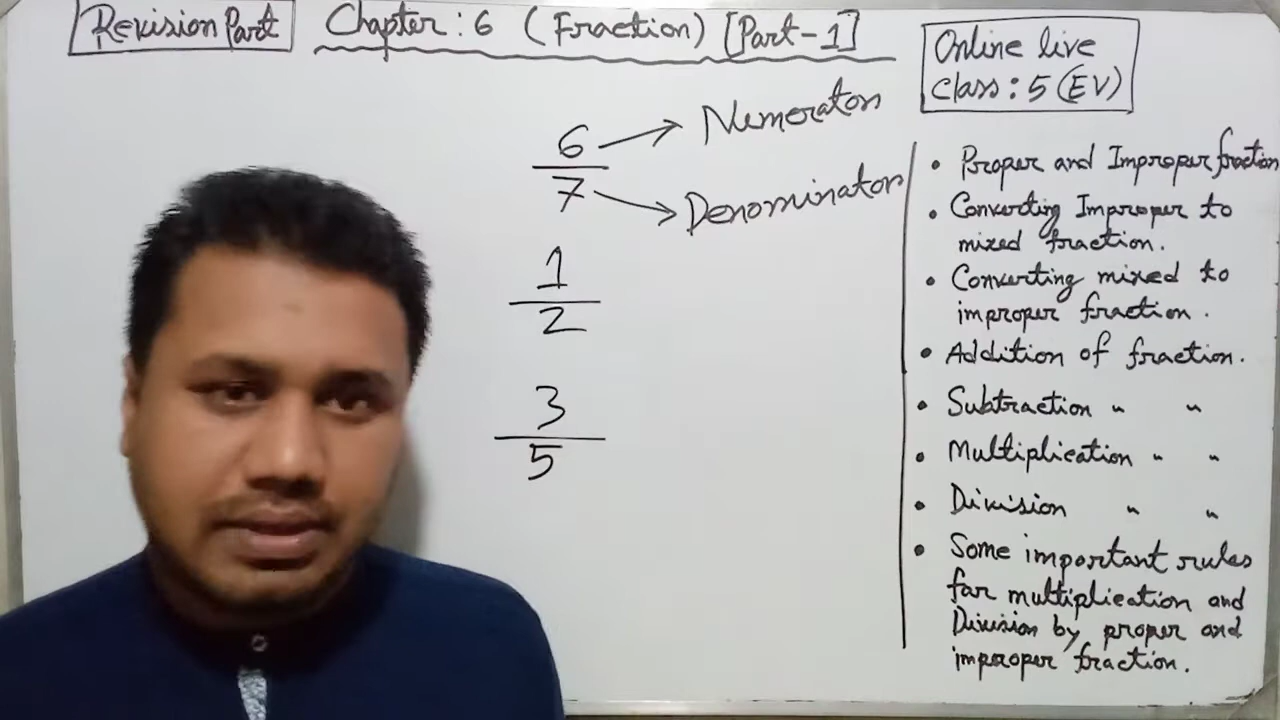 Revision Part
Chapter : 6 (Fraction) [Part-1]
Online live
class : 5 (EV)
6
7
Numerator
Denominator
1
2
3
5
• Proper and Improper fraction
• Converting Improper to
mixed fraction.
• Converting mixed to
improper fraction.
• Addition of fraction.
• Subtraction " "
• Multiplication " "
• Division " "
• Some important rules
for multiplication and
Division by proper and
improper fraction.